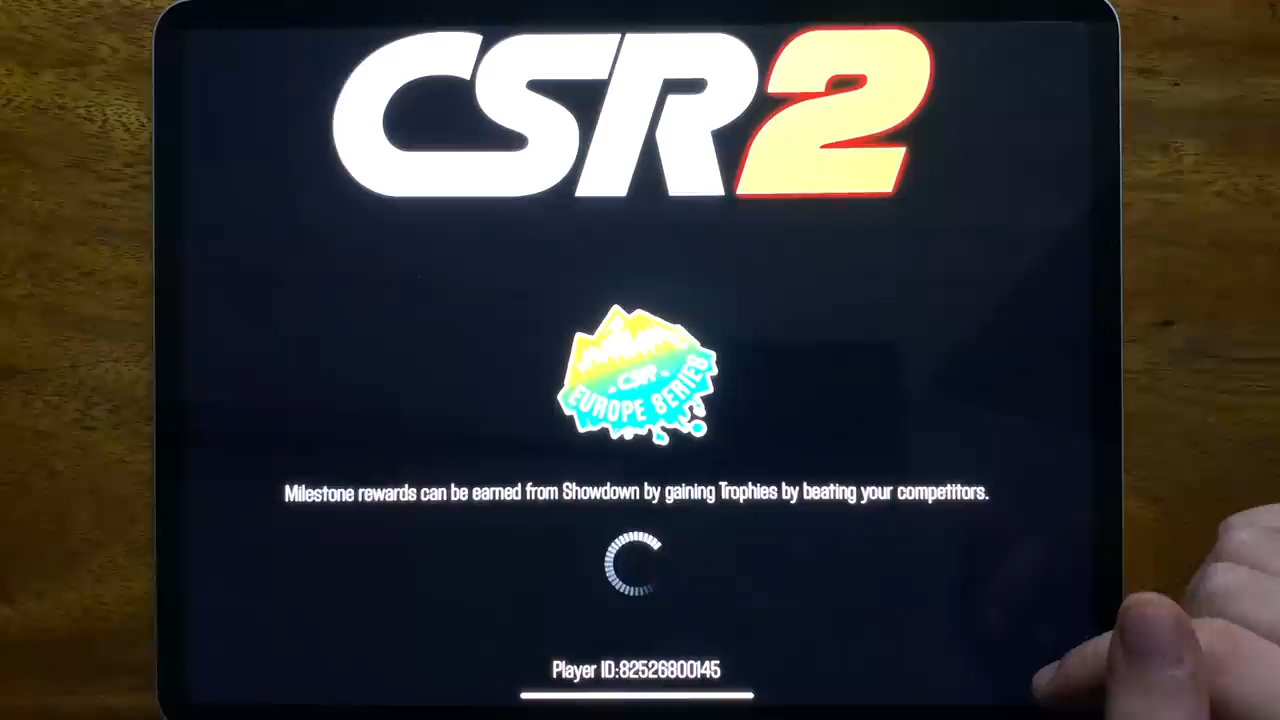 CSR2
CSR
EUROPE SERIES
Milestone rewards can be earned from Showdown by gaining Trophies by beating your competitors.
Player ID:82526800145